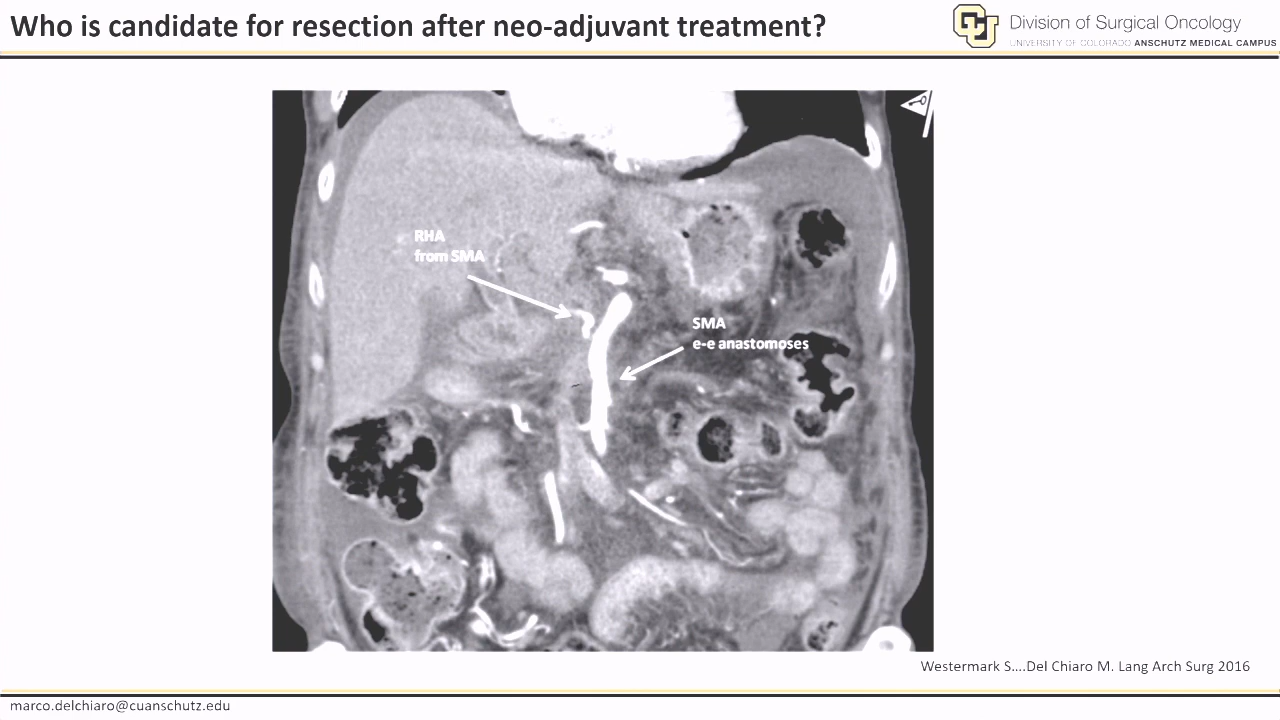 Who is candidate for resection after neo-adjuvant treatment?
Division of Surgical Oncology
UNIVERSITY OF COLORADO ANSCHUTZ MEDICAL CAMPUS
RHA
from SMA
SMA
e-e anastomoses
Westermark S....Del Chiaro M. Lang Arch Surg 2016
marco.delchiaro@cuanschutz.edu